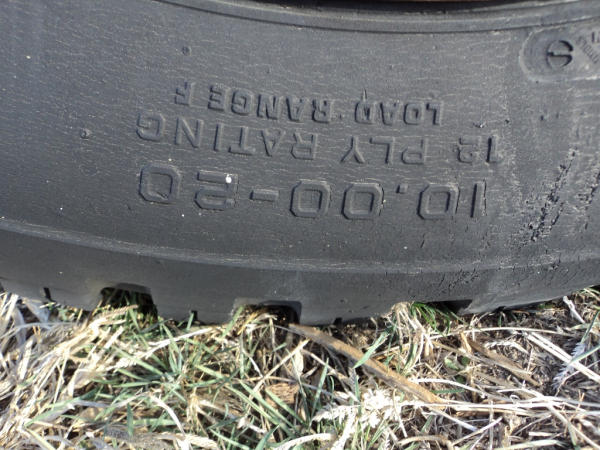 10.00-20
12 PLY RATING
LOAD RANGE F